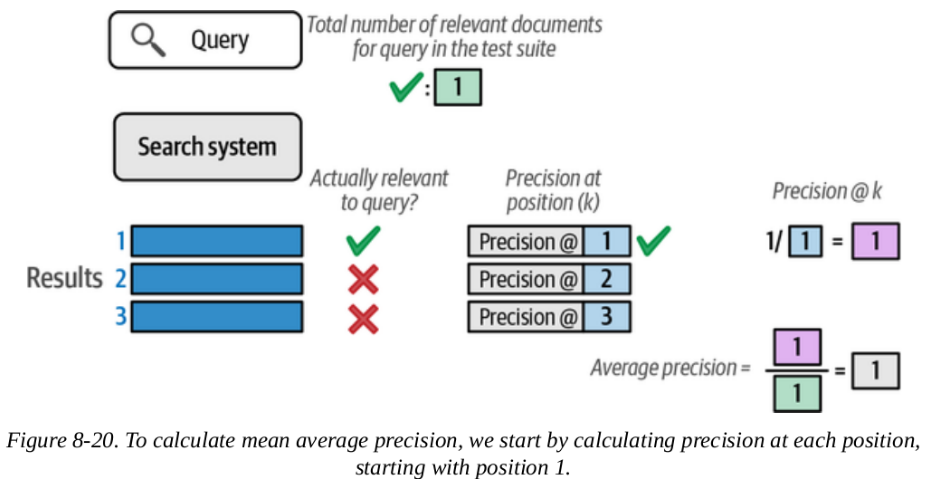 Query
Total number of relevant documents
for query in the test suite
: 1
Search system
Actually relevant
to query?
Precision at
position (k)
Precision @ k
Results
1
Precision @ 1
1/ 1 = 1
2
Precision @ 2
3
Precision @ 3
Average precision = 1 / 1 = 1
Figure 8-20. To calculate mean average precision, we start by calculating precision at each position,
starting with position 1.